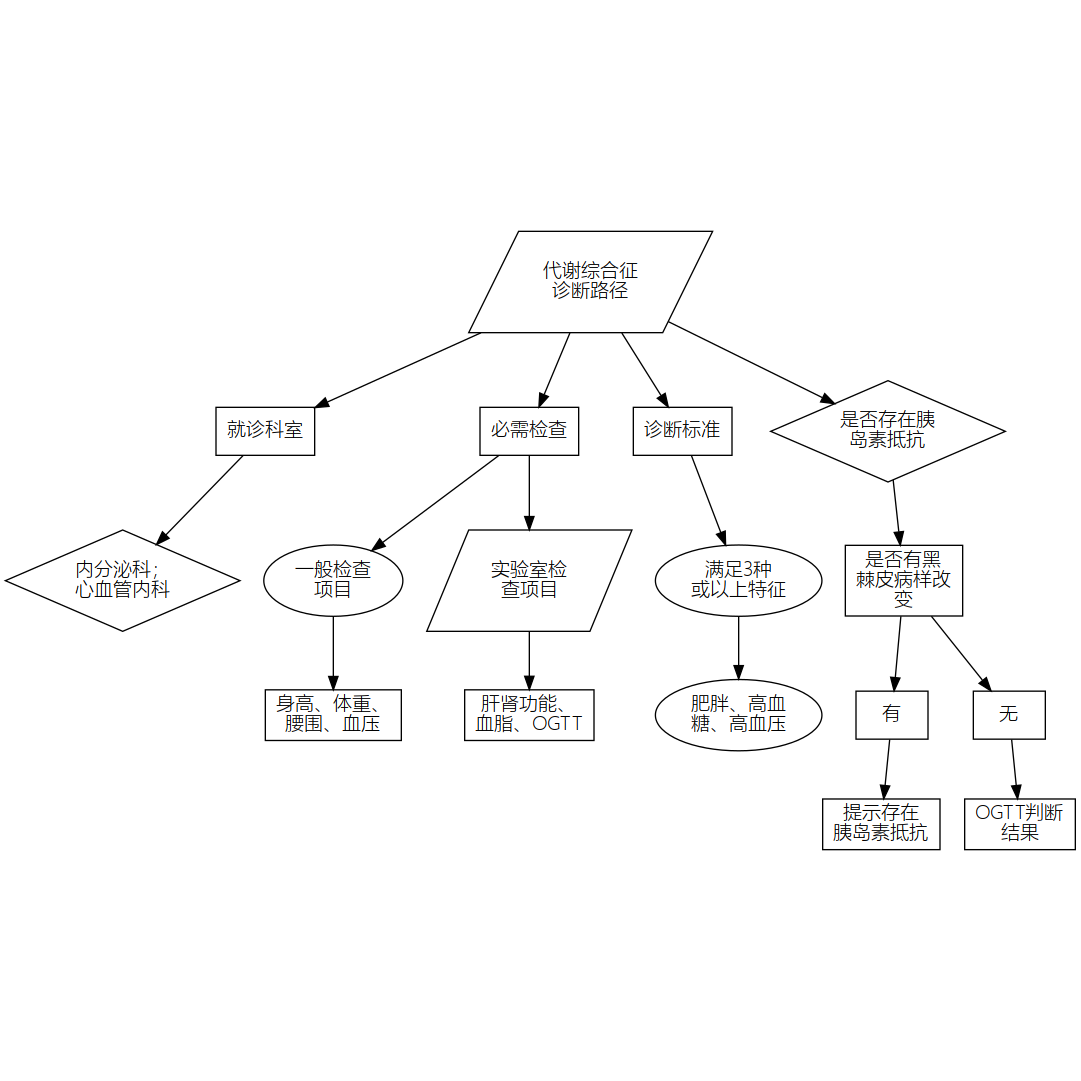 代谢综合征
诊断路径
就诊科室
必需检查
诊断标准
是否存在胰
岛素抵抗
内分泌科；
心血管内科
一般检查
项目
实验室检
查项目
满足3种
或以上特征
是否有黑
棘皮病样改
变
身高、体重、
腰围、血压
肝肾功能、
血脂、OGTT
肥胖、高血
糖、高血压
有
无
提示存在
胰岛素抵抗
OGTT判断
结果